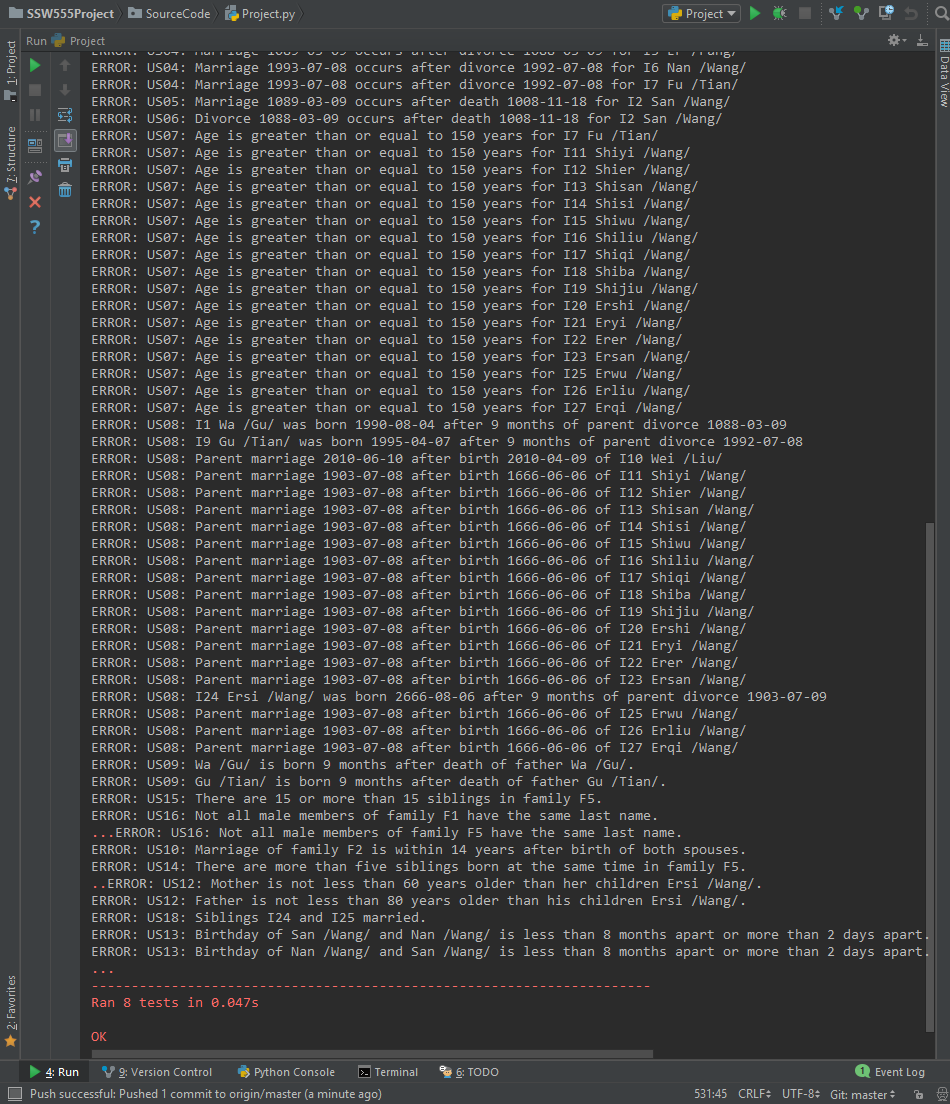 SSW555Project SourceCode Project.py Project
Run Project
ERROR: US04: Marriage 1089-03-09 occurs after divorce 1088-03-09 for I3 Er /Tang/
ERROR: US04: Marriage 1993-07-08 occurs after divorce 1992-07-08 for I6 Nan /Wang/
ERROR: US04: Marriage 1993-07-08 occurs after divorce 1992-07-08 for I7 Fu /Tian/
ERROR: US05: Marriage 1089-03-09 occurs after death 1008-11-18 for I2 San /Wang/
ERROR: US06: Divorce 1088-03-09 occurs after death 1008-11-18 for I2 San /Wang/
ERROR: US07: Age is greater than or equal to 150 years for I7 Fu /Tian/
ERROR: US07: Age is greater than or equal to 150 years for I11 Shiyi /Wang/
ERROR: US07: Age is greater than or equal to 150 years for I12 Shier /Wang/
ERROR: US07: Age is greater than or equal to 150 years for I13 Shisan /Wang/
ERROR: US07: Age is greater than or equal to 150 years for I14 Shisi /Wang/
ERROR: US07: Age is greater than or equal to 150 years for I15 Shiwu /Wang/
ERROR: US07: Age is greater than or equal to 150 years for I16 Shiliu /Wang/
ERROR: US07: Age is greater than or equal to 150 years for I17 Shiqi /Wang/
ERROR: US07: Age is greater than or equal to 150 years for I18 Shiba /Wang/
ERROR: US07: Age is greater than or equal to 150 years for I19 Shijiu /Wang/
ERROR: US07: Age is greater than or equal to 150 years for I20 Ershi /Wang/
ERROR: US07: Age is greater than or equal to 150 years for I21 Eryi /Wang/
ERROR: US07: Age is greater than or equal to 150 years for I22 Erer /Wang/
ERROR: US07: Age is greater than or equal to 150 years for I23 Ersan /Wang/
ERROR: US07: Age is greater than or equal to 150 years for I25 Erwu /Wang/
ERROR: US07: Age is greater than or equal to 150 years for I26 Erliu /Wang/
ERROR: US07: Age is greater than or equal to 150 years for I27 Erqi /Wang/
ERROR: US08: I1 Wa /Gu/ was born 1990-08-04 after 9 months of parent divorce 1088-03-09
ERROR: US08: I9 Gu /Tian/ was born 1995-04-07 after 9 months of parent divorce 1992-07-08
ERROR: US08: Parent marriage 2010-06-10 after birth 2010-04-09 of I10 Wei /Liu/
ERROR: US08: Parent marriage 1903-07-08 after birth 1666-06-06 of I11 Shiyi /Wang/
ERROR: US08: Parent marriage 1903-07-08 after birth 1666-06-06 of I12 Shier /Wang/
ERROR: US08: Parent marriage 1903-07-08 after birth 1666-06-06 of I13 Shisan /Wang/
ERROR: US08: Parent marriage 1903-07-08 after birth 1666-06-06 of I14 Shisi /Wang/
ERROR: US08: Parent marriage 1903-07-08 after birth 1666-06-06 of I15 Shiwu /Wang/
ERROR: US08: Parent marriage 1903-07-08 after birth 1666-06-06 of I16 Shiliu /Wang/
ERROR: US08: Parent marriage 1903-07-08 after birth 1666-06-06 of I17 Shiqi /Wang/
ERROR: US08: Parent marriage 1903-07-08 after birth 1666-06-06 of I18 Shiba /Wang/
ERROR: US08: Parent marriage 1903-07-08 after birth 1666-06-06 of I19 Shijiu /Wang/
ERROR: US08: Parent marriage 1903-07-08 after birth 1666-06-06 of I20 Ershi /Wang/
ERROR: US08: Parent marriage 1903-07-08 after birth 1666-06-06 of I21 Eryi /Wang/
ERROR: US08: Parent marriage 1903-07-08 after birth 1666-06-06 of I22 Erer /Wang/
ERROR: US08: Parent marriage 1903-07-08 after birth 1666-06-06 of I23 Ersan /Wang/
ERROR: US08: I24 Ersi /Wang/ was born 2666-08-06 after 9 months of parent divorce 1903-07-09
ERROR: US08: Parent marriage 1903-07-08 after birth 1666-06-06 of I25 Erwu /Wang/
ERROR: US08: Parent marriage 1903-07-08 after birth 1666-06-06 of I26 Erliu /Wang/
ERROR: US08: Parent marriage 1903-07-08 after birth 1666-06-06 of I27 Erqi /Wang/
ERROR: US09: Wa /Gu/ is born 9 months after death of father Wa /Gu/.
ERROR: US09: Gu /Tian/ is born 9 months after death of father Gu /Tian/.
ERROR: US15: There are 15 or more than 15 siblings in family F5.
ERROR: US16: Not all male members of family F1 have the same last name.
...ERROR: US16: Not all male members of family F5 have the same last name.
ERROR: US10: Marriage of family F2 is within 14 years after birth of both spouses.
ERROR: US14: There are more than five siblings born at the same time in family F5.
..ERROR: US12: Mother is not less than 60 years older than her children Ersi /Wang/.
ERROR: US12: Father is not less than 80 years older than his children Ersi /Wang/.
ERROR: US18: Siblings I24 and I25 married.
ERROR: US13: Birthday of San /Wang/ and Nan /Wang/ is less than 8 months apart or more than 2 days apart.
ERROR: US13: Birthday of Nan /Wang/ and San /Wang/ is less than 8 months apart or more than 2 days apart.
...
----------------------------------------------------------------------
Ran 8 tests in 0.047s
OK
1: Project
7: Structure
2: Favorites
Data View
4: Run 9: Version Control Python Console Terminal 6: TODO 1 Event Log
Push successful: Pushed 1 commit to origin/master (a minute ago) 531:45 CRLF UTF-8 Git: master